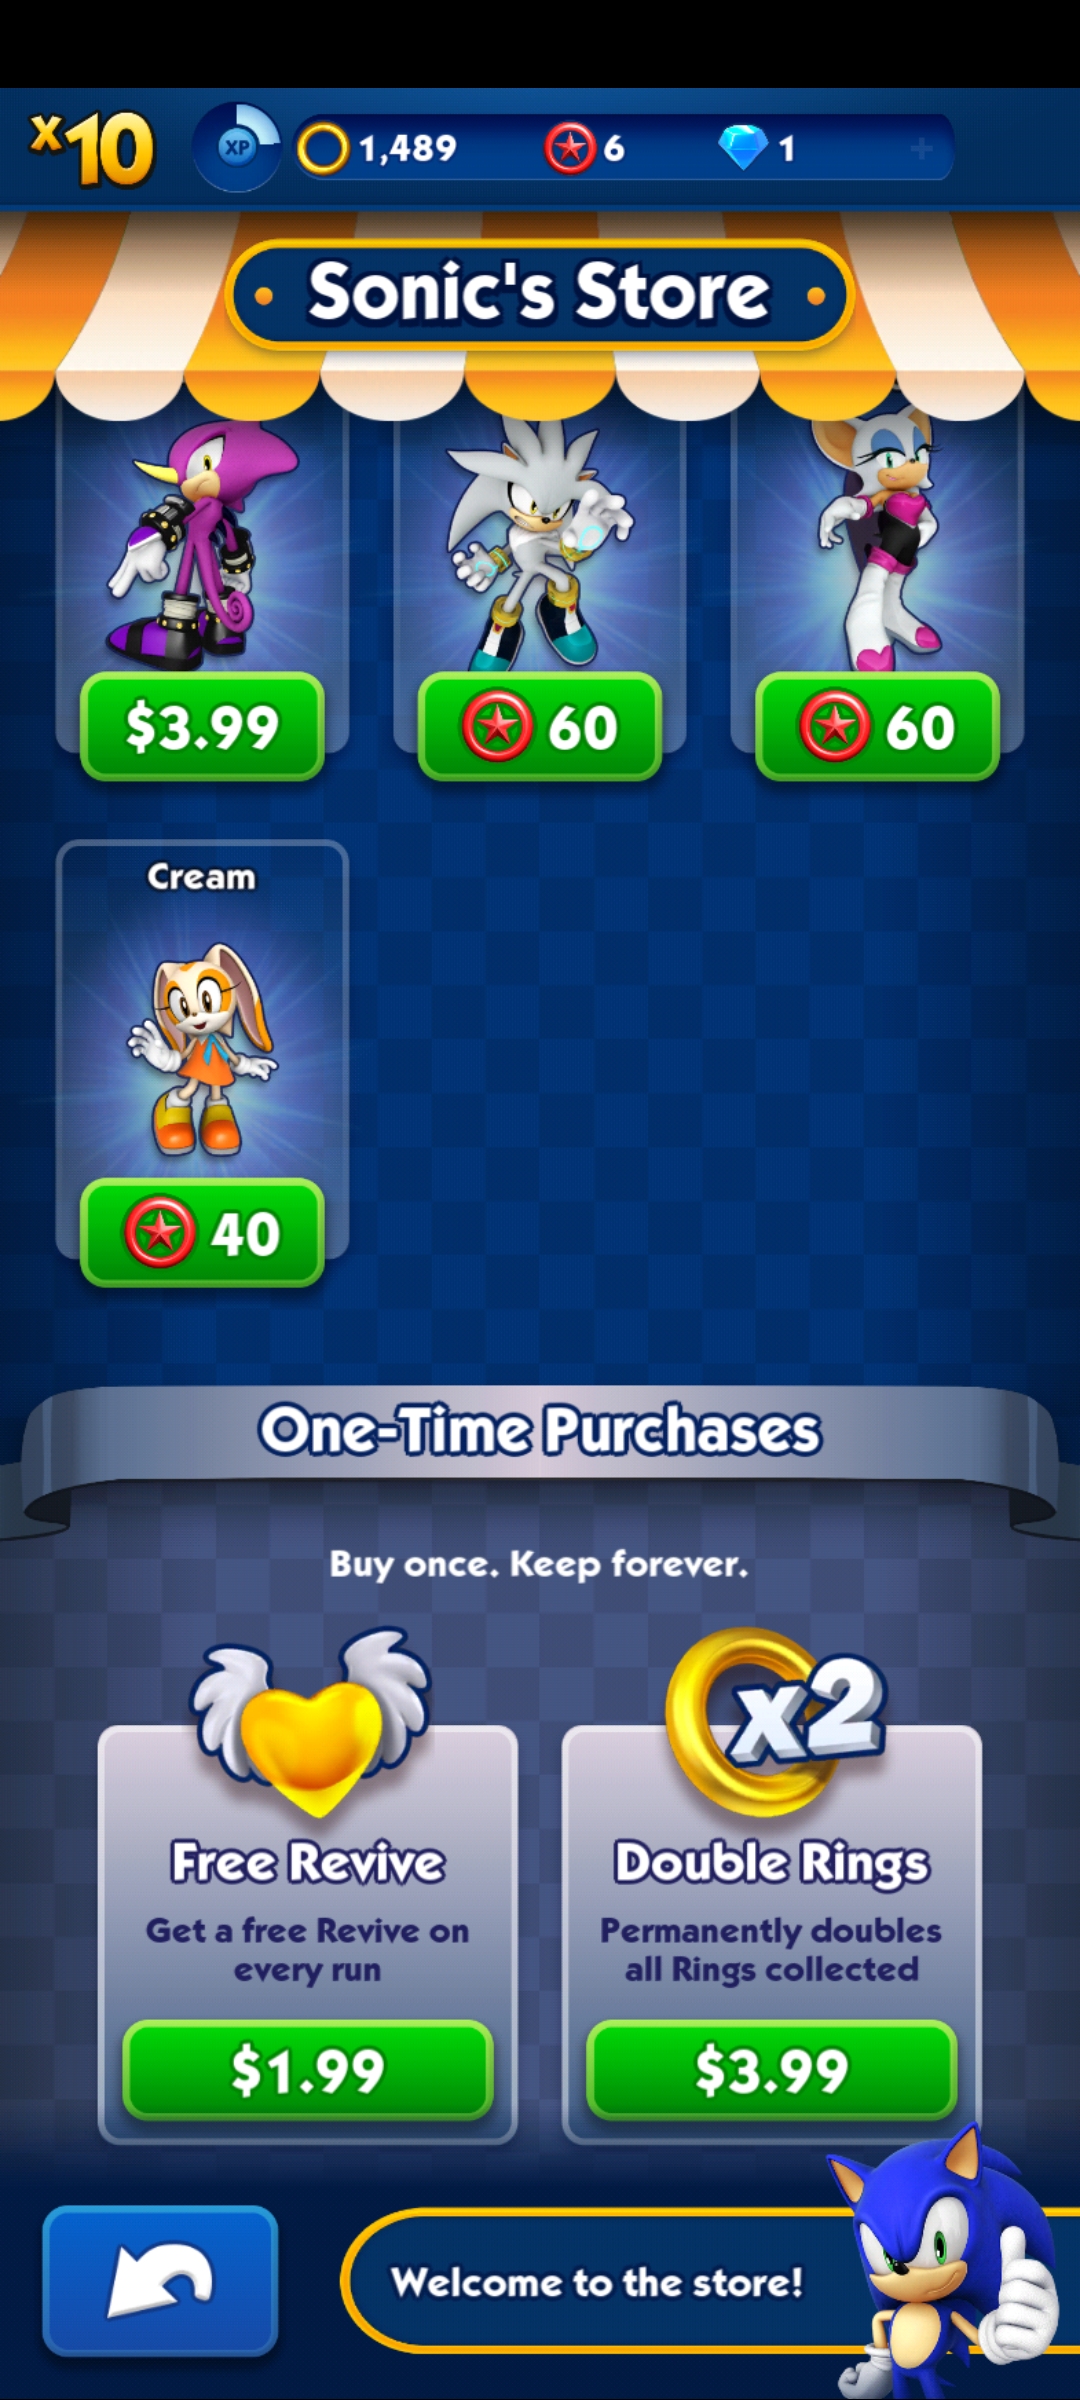 x10
XP
1,489
6
1
Sonic's Store
$3.99
60
60
Cream
40
One-Time Purchases
Buy once. Keep forever.
x2
Free Revive
Get a free Revive on
every run
$1.99
Double Rings
Permanently doubles
all Rings collected
$3.99
Welcome to the store!